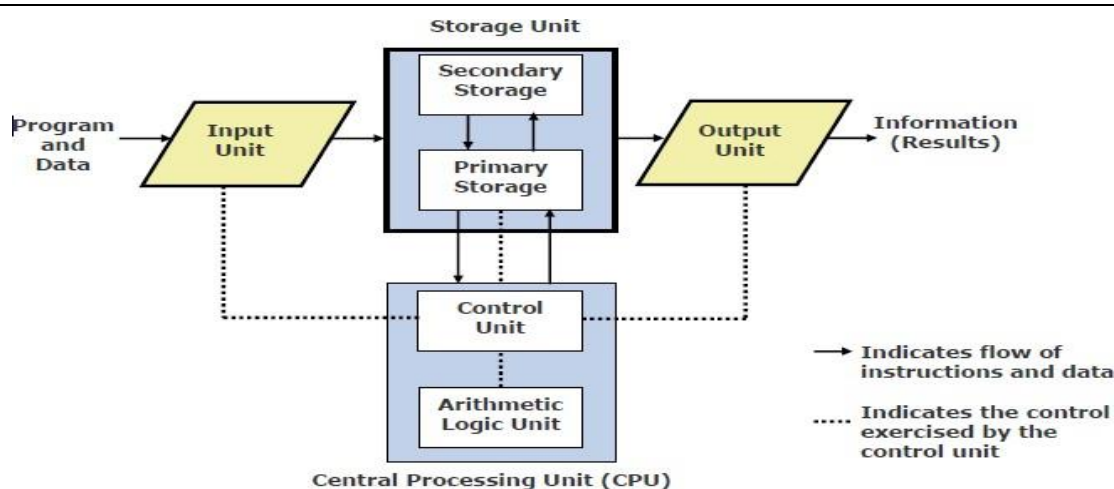 Storage Unit
Secondary
Storage
Program
and
Data
Input
Unit
Primary
Storage
Output
Unit
Information
(Results)
Control
Unit
Arithmetic
Logic Unit
Central Processing Unit (CPU)
Indicates flow of
instructions and data
Indicates the control
exercised by the
control unit